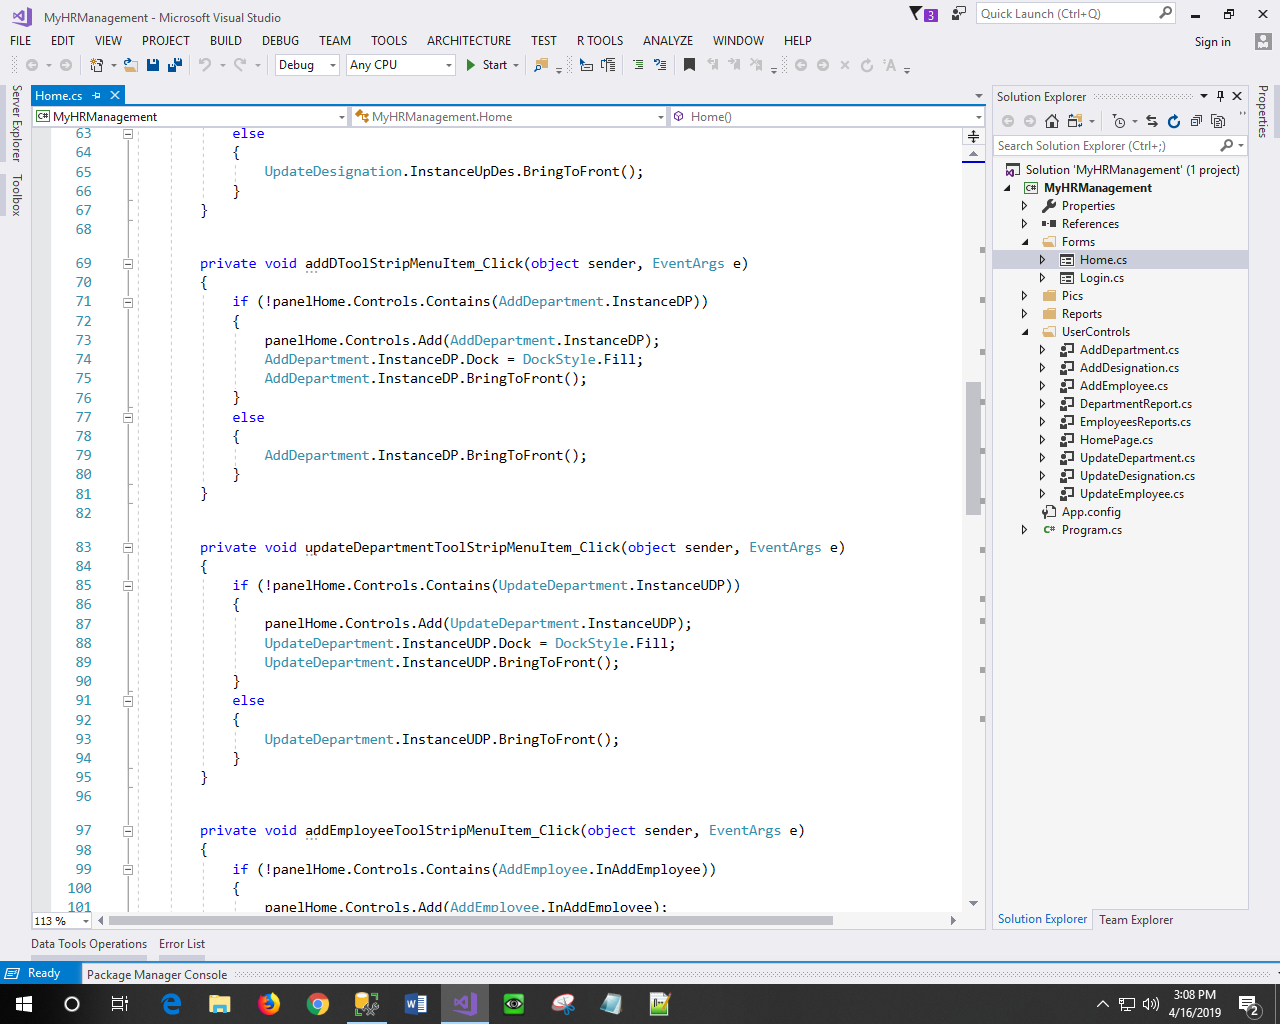 MyHRManagement - Microsoft Visual Studio
3
Quick Launch (Ctrl+Q)
FILE EDIT VIEW PROJECT BUILD DEBUG TEAM TOOLS ARCHITECTURE TEST R TOOLS ANALYZE WINDOW HELP
Sign in
Debug Any CPU Start
Server Explorer
Toolbox
Home.cs
MyHRManagement MyHRManagement.Home Home()
63 else
64 {
65 UpdateDesignation.InstanceUpDes.BringToFront();
66 }
67 }
68
69 private void addDToolStripMenuItem_Click(object sender, EventArgs e)
70 {
71 if (!panelHome.Controls.Contains(AddDepartment.InstanceDP))
72 {
73 panelHome.Controls.Add(AddDepartment.InstanceDP);
74 AddDepartment.InstanceDP.Dock = DockStyle.Fill;
75 AddDepartment.InstanceDP.BringToFront();
76 }
77 else
78 {
79 AddDepartment.InstanceDP.BringToFront();
80 }
81 }
82
83 private void updateDepartmentToolStripMenuItem_Click(object sender, EventArgs e)
84 {
85 if (!panelHome.Controls.Contains(UpdateDepartment.InstanceUDP))
86 {
87 panelHome.Controls.Add(UpdateDepartment.InstanceUDP);
88 UpdateDepartment.InstanceUDP.Dock = DockStyle.Fill;
89 UpdateDepartment.InstanceUDP.BringToFront();
90 }
91 else
92 {
93 UpdateDepartment.InstanceUDP.BringToFront();
94 }
95 }
96
97 private void addEmployeeToolStripMenuItem_Click(object sender, EventArgs e)
98 {
99 if (!panelHome.Controls.Contains(AddEmployee.InAddEmployee))
100 {
101 panelHome.Controls.Add(AddEmployee.InAddEmployee);
113 %
Solution Explorer
Search Solution Explorer (Ctrl+;)
Solution 'MyHRManagement' (1 project)
C# MyHRManagement
Properties
References
Forms
Home.cs
Login.cs
Pics
Reports
UserControls
AddDepartment.cs
AddDesignation.cs
AddEmployee.cs
DepartmentReport.cs
EmployeesReports.cs
HomePage.cs
UpdateDepartment.cs
UpdateDesignation.cs
UpdateEmployee.cs
App.config
C# Program.cs
Solution Explorer Team Explorer
Properties
Data Tools Operations Error List
Ready Package Manager Console
3:08 PM
4/16/2019
2